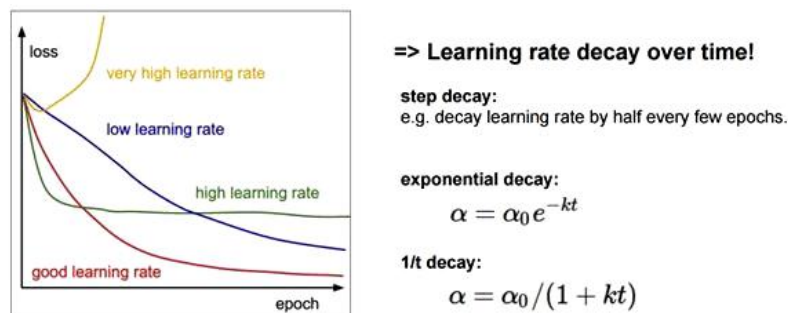 loss
very high learning rate
low learning rate
high learning rate
good learning rate
epoch
=> Learning rate decay over time!
step decay:
e.g. decay learning rate by half every few epochs.
exponential decay:
α = α₀e^{−kt}
1/t decay:
α = α₀/(1 + kt)